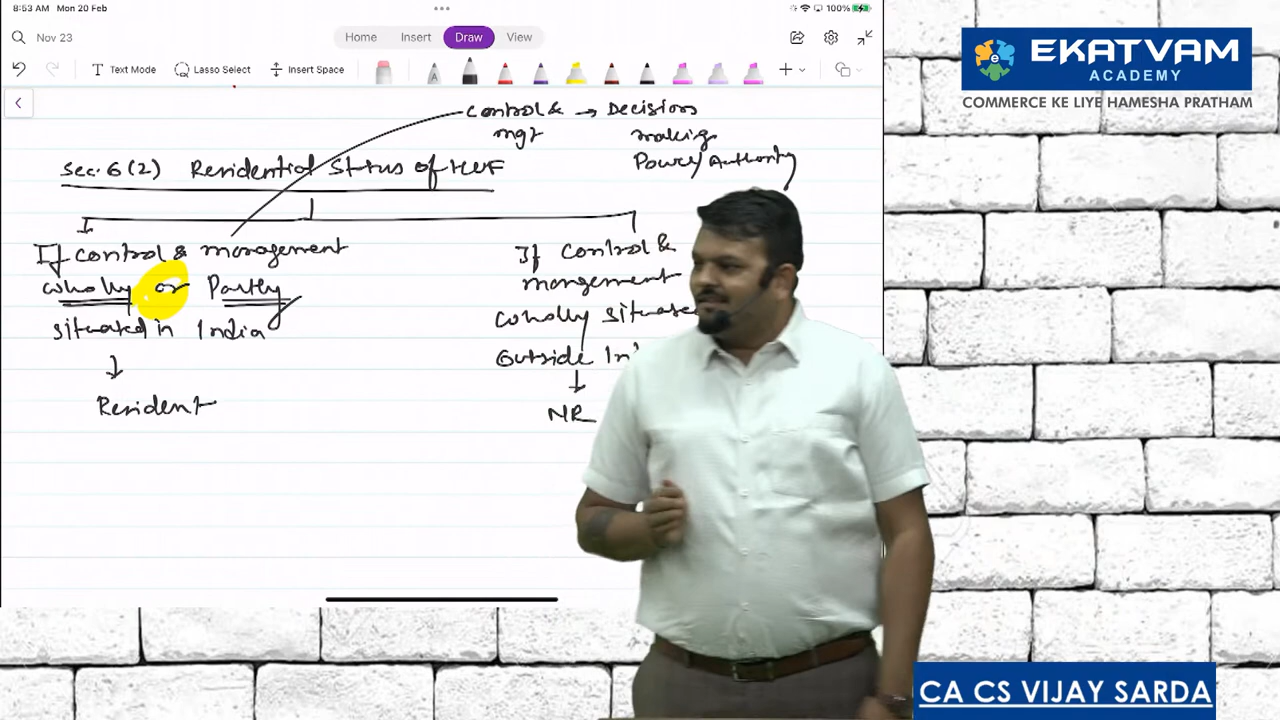 8:53 AM Mon 20 Feb
100%
Nov 23
Home Insert Draw View
Text Mode Lasso Select Insert Space
EKATVAM
ACADEMY
COMMERCE KE LIYE HAMESHA PRATHAM
Control & → Decisions
mgt making
Power/Authority
Sec. 6(2) Residential Status of HUF
If Control & management
wholly or Partly
situated in India
Resident
If Control &
mangement
wholly situated
outside In
NR
CA CS VIJAY SARDA